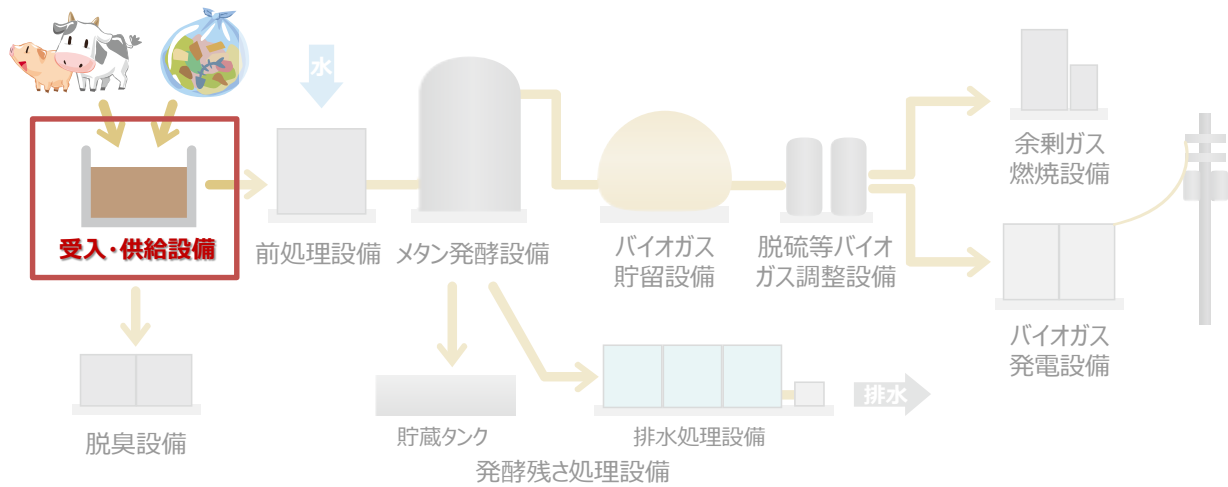 水
余剰ガス
燃焼設備
受入・供給設備
前処理設備
メタン発酵設備
バイオガス
貯留設備
脱硫等バイオ
ガス調整設備
バイオガス
発電設備
脱臭設備
貯蔵タンク
排水処理設備
排水
発酵残さ処理設備